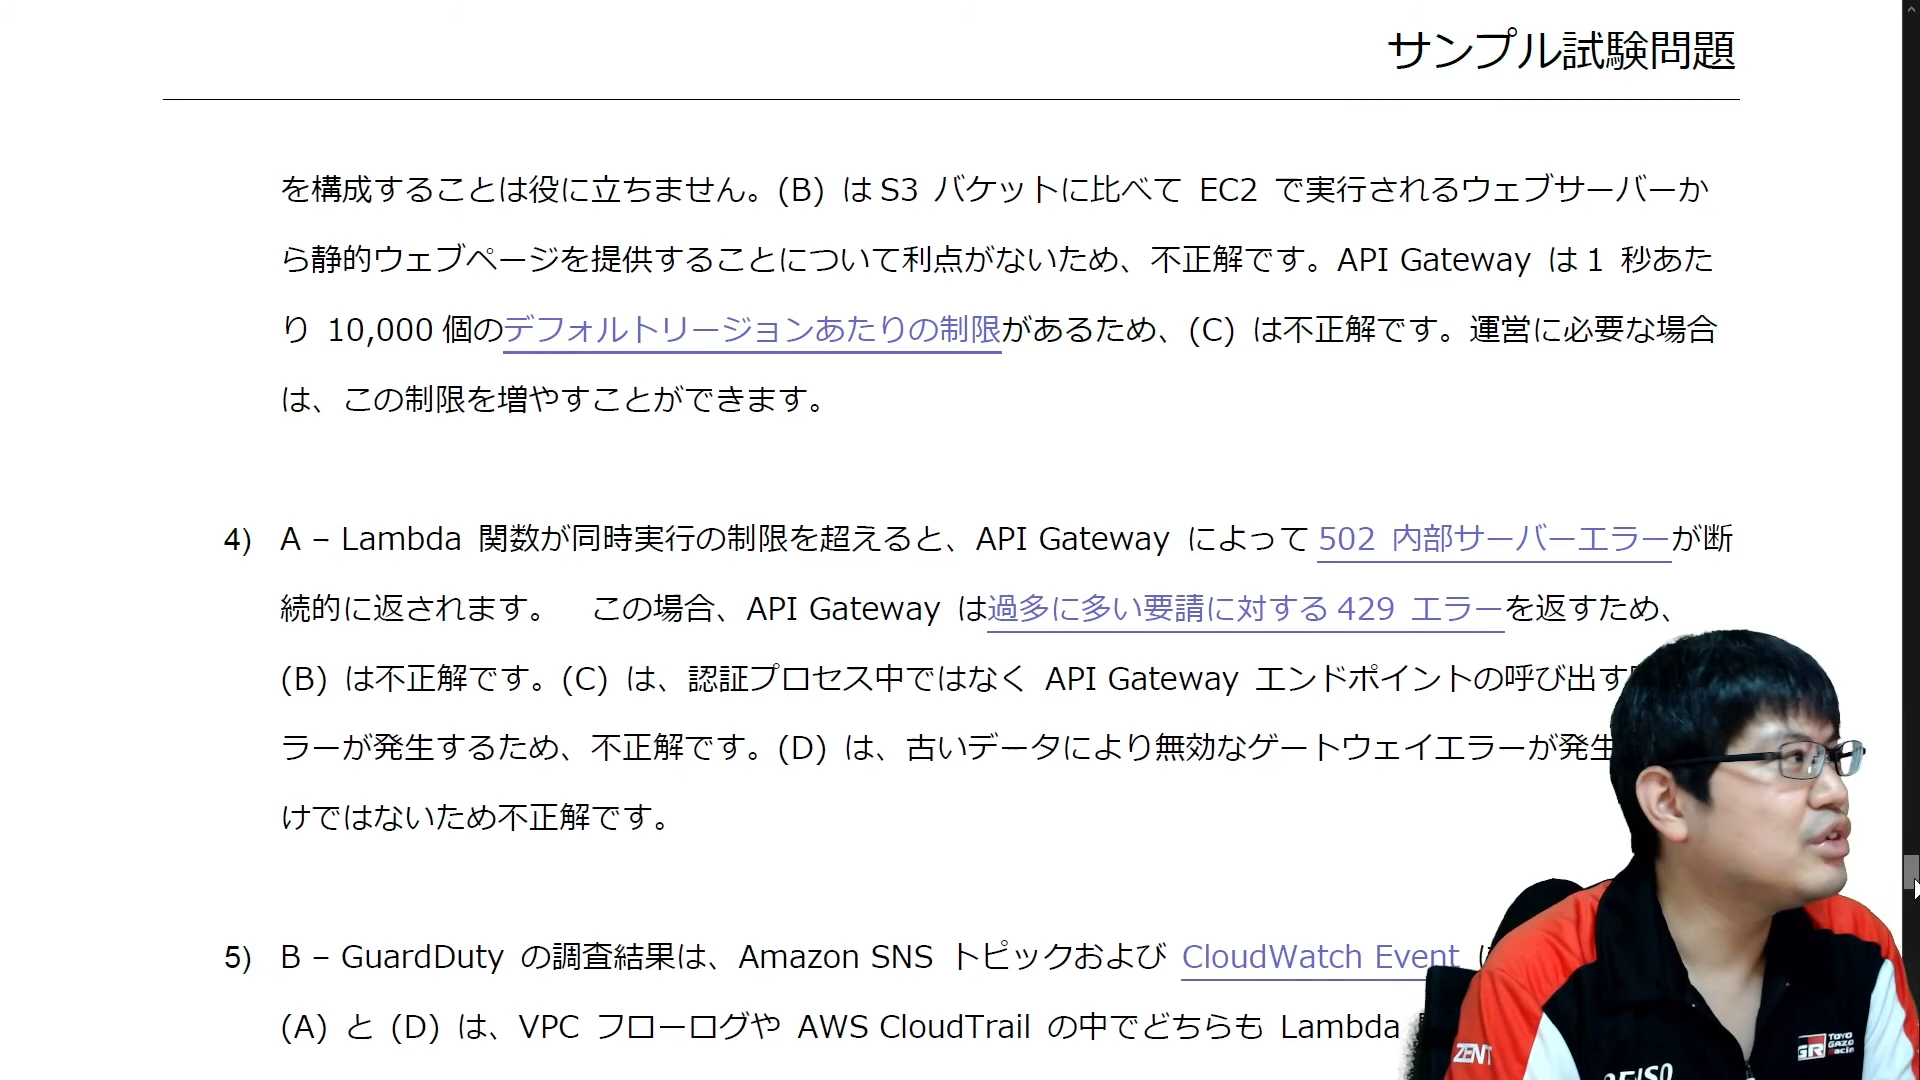 サンプル試験問題
を構成することは役に立ちません。(B) は S3 バケットに比べて EC2 で実行されるウェブサーバーか
ら静的ウェブページを提供することについて利点がないため、不正解です。API Gateway は 1 秒あた
り 10,000 個のデフォルトリージョンあたりの制限があるため、(C) は不正解です。運営に必要な場合
は、この制限を増やすことができます。
4) A – Lambda 関数が同時実行の制限を超えると、API Gateway によって 502 内部サーバーエラーが断
続的に返されます。 この場合、API Gateway は過多に多い要請に対する 429 エラーを返すため、
(B) は不正解です。(C) は、認証プロセス中ではなく API Gateway エンドポイントの呼び出す
ラーが発生するため、不正解です。(D) は、古いデータにより無効なゲートウェイエラーが発生
けではないため不正解です。
5) B – GuardDuty の調査結果は、Amazon SNS トピックおよび CloudWatch Event
(A) と (D) は、VPC フローログや AWS CloudTrail の中でどちらも Lambda
ZENT
GR TOYOTA GAZOO Racing